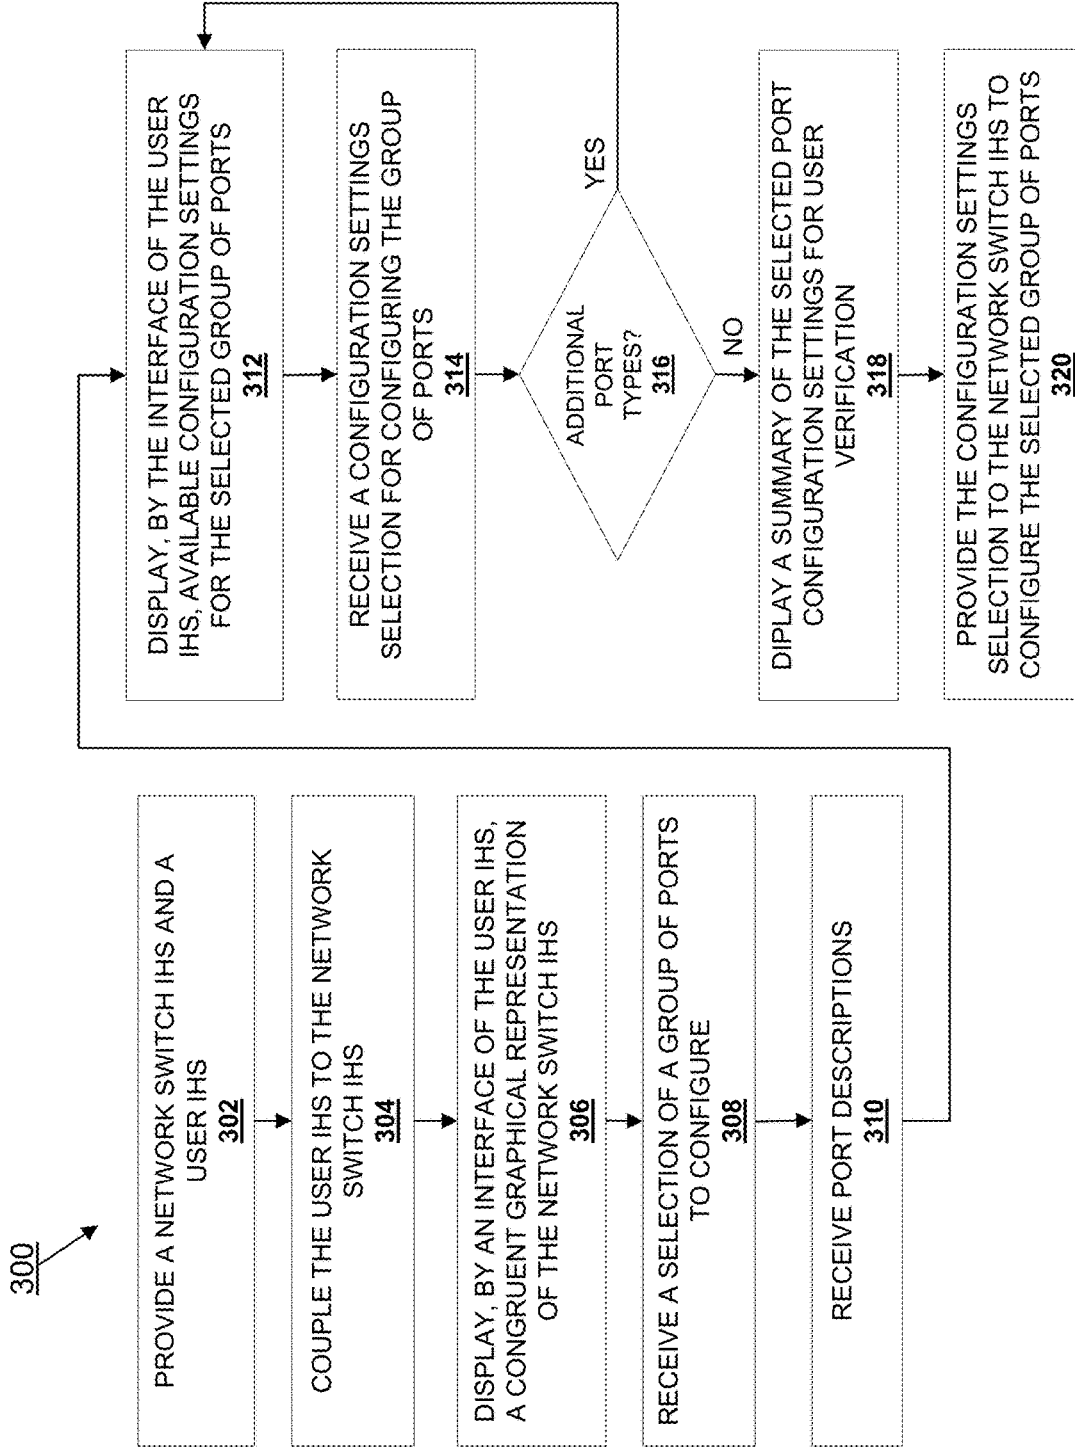 300
PROVIDE A NETWORK SWITCH IHS AND A
USER IHS
302
COUPLE THE USER IHS TO THE NETWORK
SWITCH IHS
304
DISPLAY, BY AN INTERFACE OF THE USER IHS,
A CONGRUENT GRAPHICAL REPRESENTATION
OF THE NETWORK SWITCH IHS
306
RECEIVE A SELECTION OF A GROUP OF PORTS
TO CONFIGURE
308
RECEIVE PORT DESCRIPTIONS
310
DISPLAY, BY THE INTERFACE OF THE USER
IHS, AVAILABLE CONFIGURATION SETTINGS
FOR THE SELECTED GROUP OF PORTS
312
RECEIVE A CONFIGURATION SETTINGS
SELECTION FOR CONFIGURING THE GROUP
OF PORTS
314
ADDITIONAL
PORT
TYPES?
316
YES
NO
DIPLAY A SUMMARY OF THE SELECTED PORT
CONFIGURATION SETTINGS FOR USER
VERIFICATION
318
PROVIDE THE CONFIGURATION SETTINGS
SELECTION TO THE NETWORK SWITCH IHS TO
CONFIGURE THE SELECTED GROUP OF PORTS
320